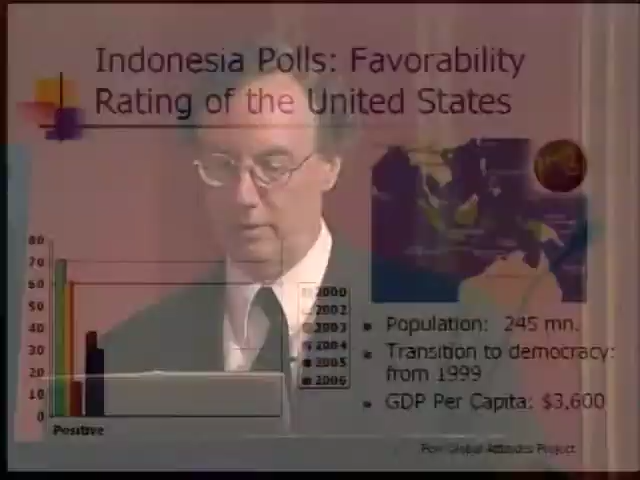 Indonesia Polls: Favorability
Rating of the United States
80
70
60
50
40
30
20
10
0
Positive
2000
2002
2003
2004
2005
2006
Population: 245 mn.
Transition to democracy:
from 1999
GDP Per Capita: $3,600
Pew Global Attitudes Project